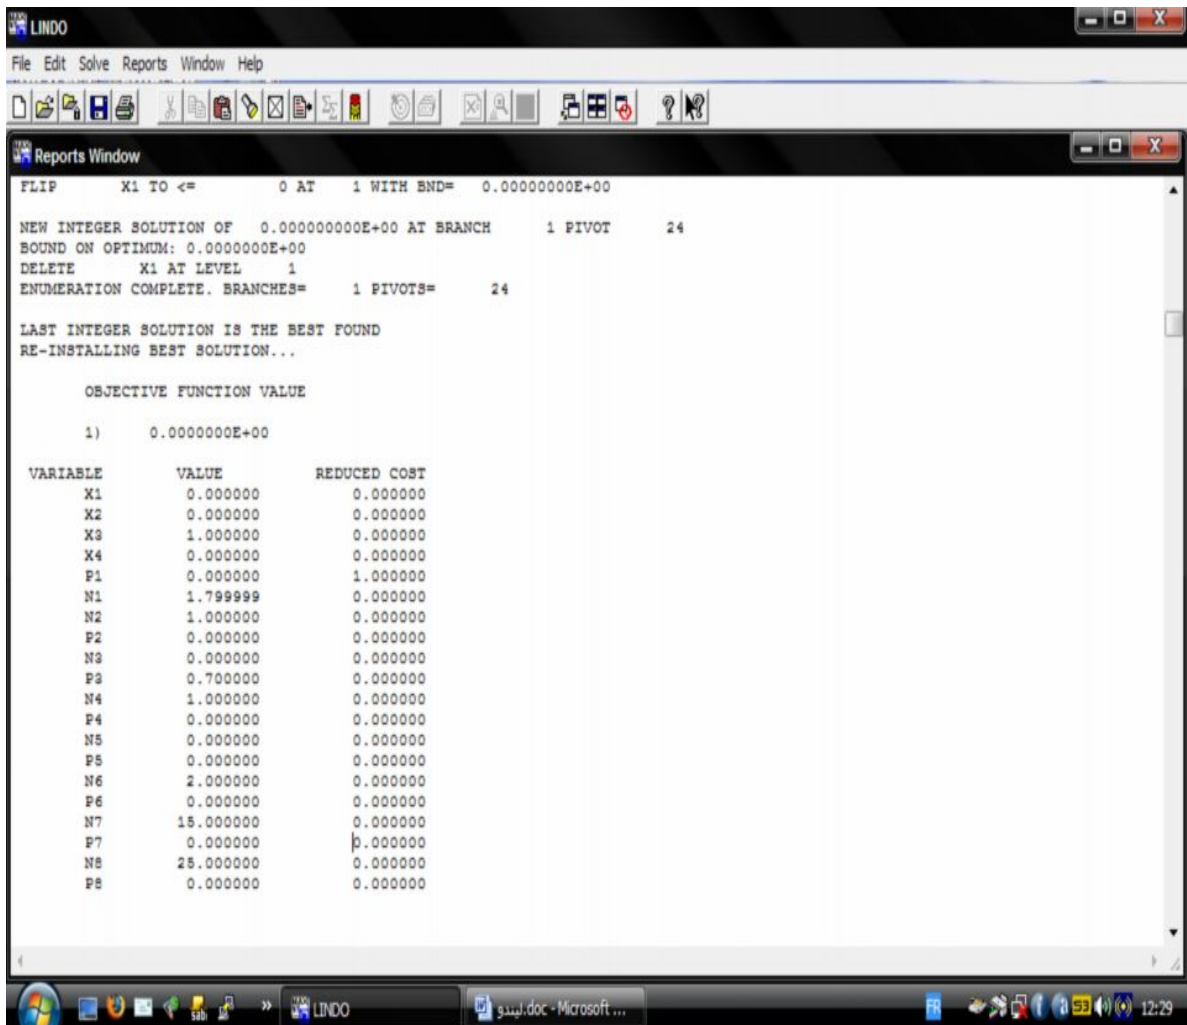 LINDO
File Edit Solve Reports Window Help
Reports Window
FLIP X1 TO <= 0 AT 1 WITH BND= 0.00000000E+00
NEW INTEGER SOLUTION OF 0.000000000E+00 AT BRANCH 1 PIVOT 24
BOUND ON OPTIMUM: 0.0000000E+00
DELETE X1 AT LEVEL 1
ENUMERATION COMPLETE. BRANCHES= 1 PIVOTS= 24
LAST INTEGER SOLUTION IS THE BEST FOUND
RE-INSTALLING BEST SOLUTION...
OBJECTIVE FUNCTION VALUE
1) 0.0000000E+00
VARIABLE VALUE REDUCED COST
X1 0.000000 0.000000
X2 0.000000 0.000000
X3 1.000000 0.000000
X4 0.000000 0.000000
P1 0.000000 1.000000
N1 1.799999 0.000000
N2 1.000000 0.000000
P2 0.000000 0.000000
N3 0.000000 0.000000
P3 0.700000 0.000000
N4 1.000000 0.000000
P4 0.000000 0.000000
N5 0.000000 0.000000
P5 0.000000 0.000000
N6 2.000000 0.000000
P6 0.000000 0.000000
N7 15.000000 0.000000
P7 0.000000 0.000000
N8 25.000000 0.000000
P8 0.000000 0.000000
sabi » LINDO ليندو.doc - Microsoft ... FR 53 12:29